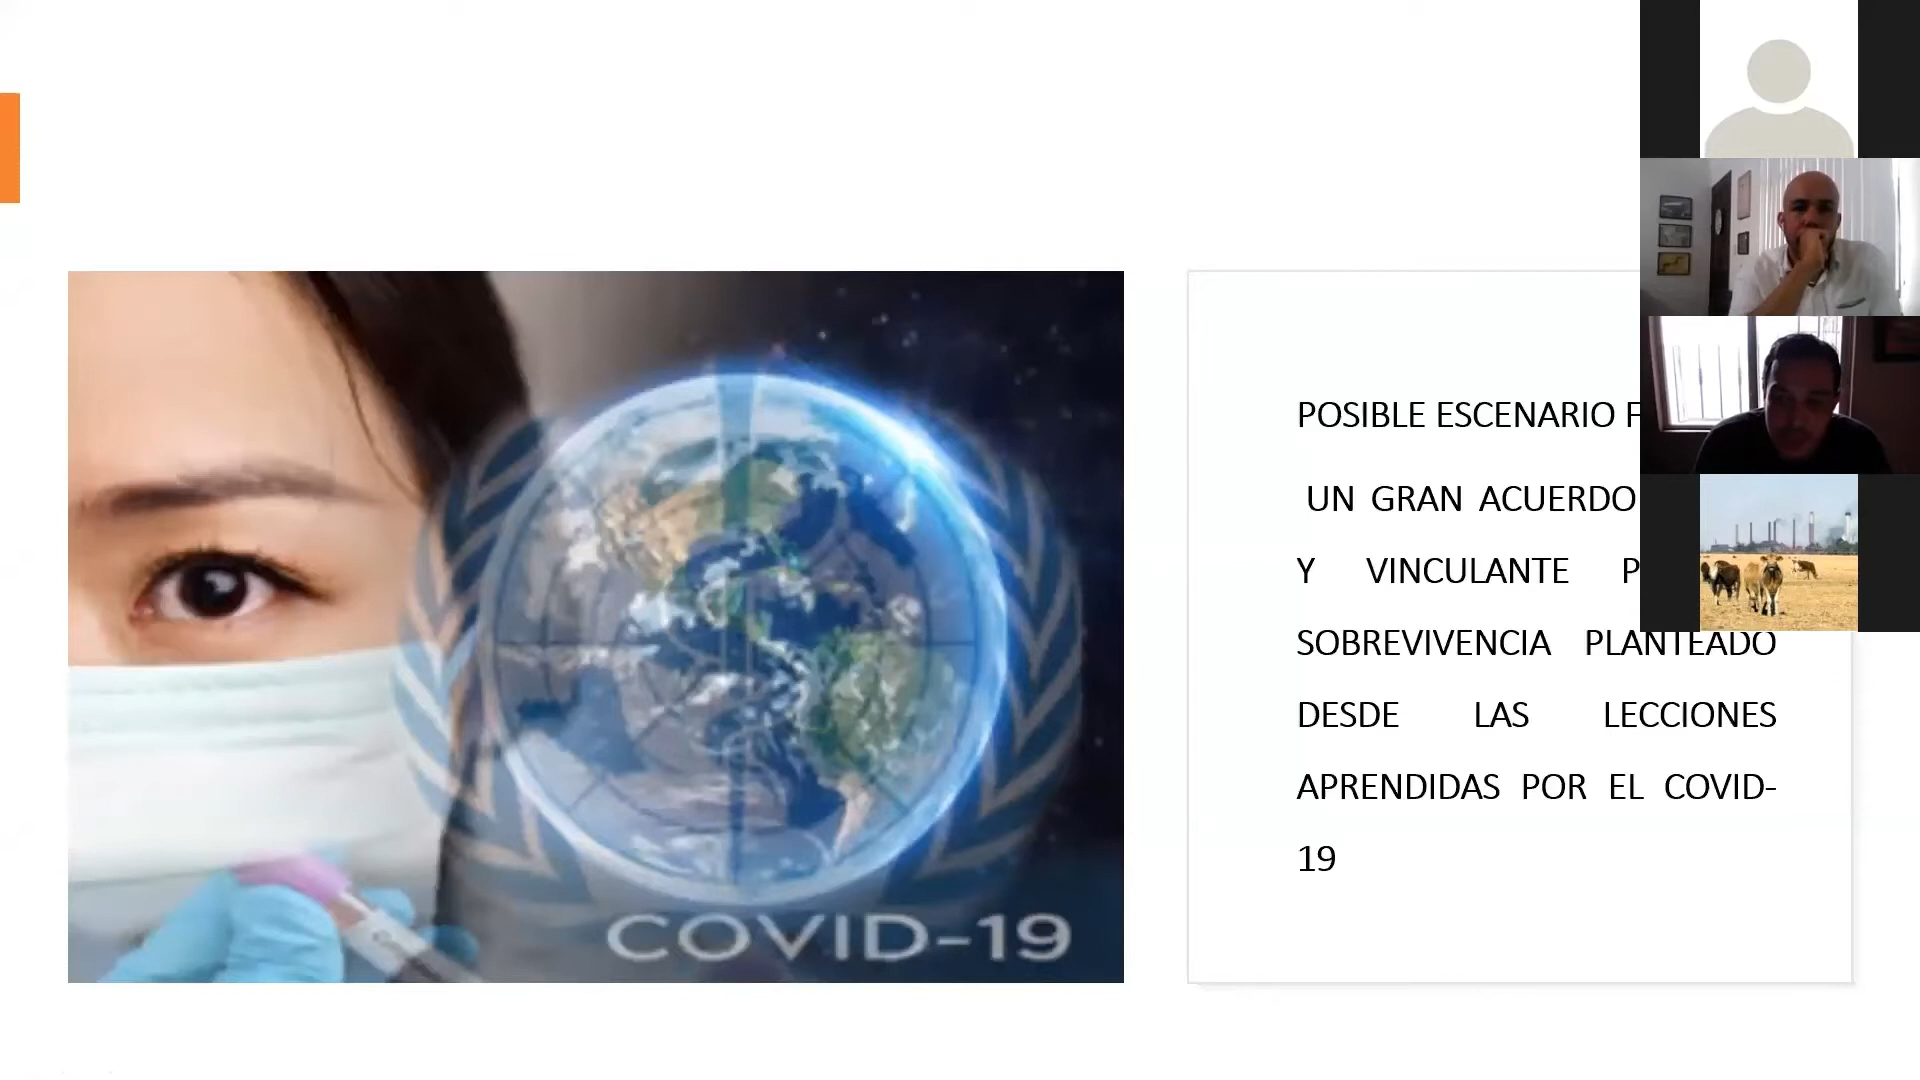 POSIBLE ESCENARIO
UN GRAN ACUERDO
Y VINCULANTE
SOBREVIVENCIA PLANTEADO
DESDE LAS LECCIONES
APRENDIDAS POR EL COVID-
19
COVID-19